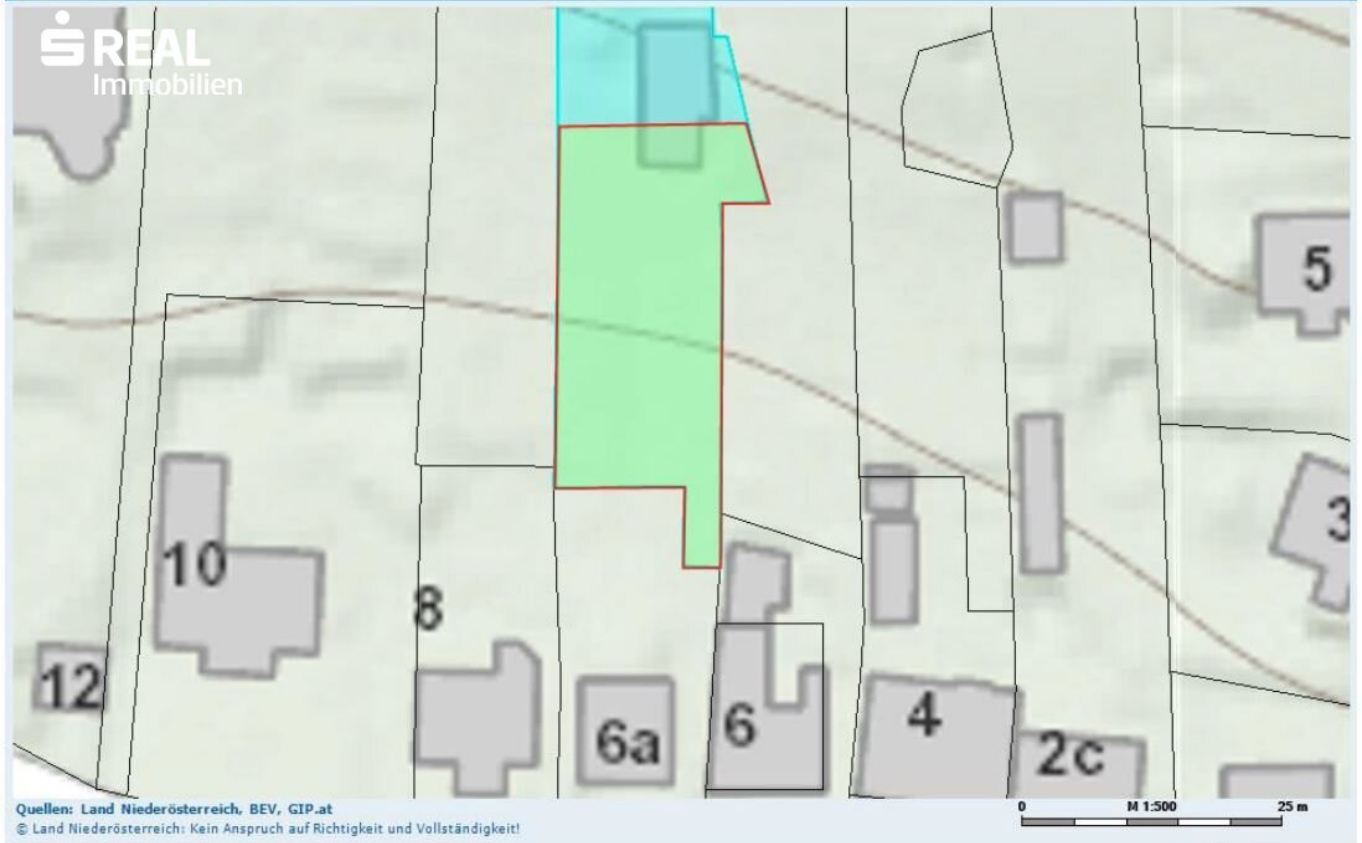 S REAL
Immobilien
5
3
10
8
12
6a
6
4
2c
Quellen: Land Niederösterreich, BEV, GIP.at
© Land Niederösterreich: Kein Anspruch auf Richtigkeit und Vollständigkeit!
0 M 1:500 25 m